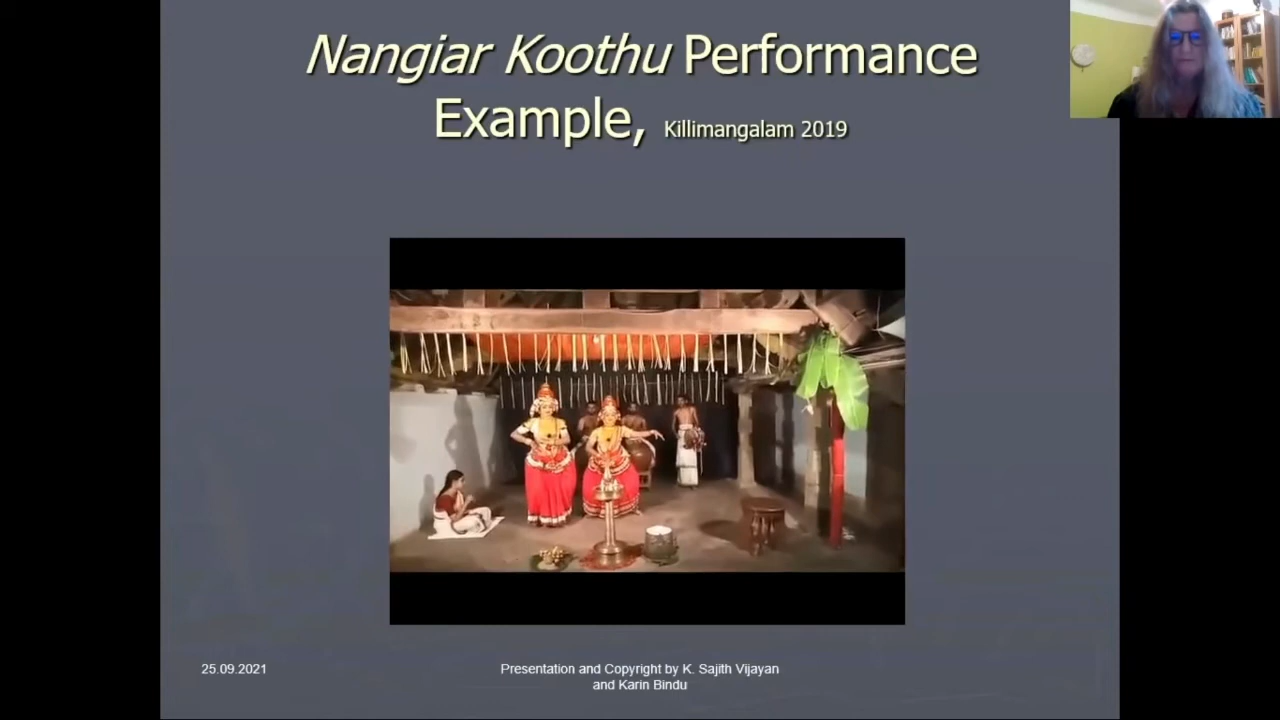 Nangiar Koothu Performance
Example, Killimangalam 2019
25.09.2021
Presentation and Copyright by K. Sajith Vijayan
and Karin Bindu